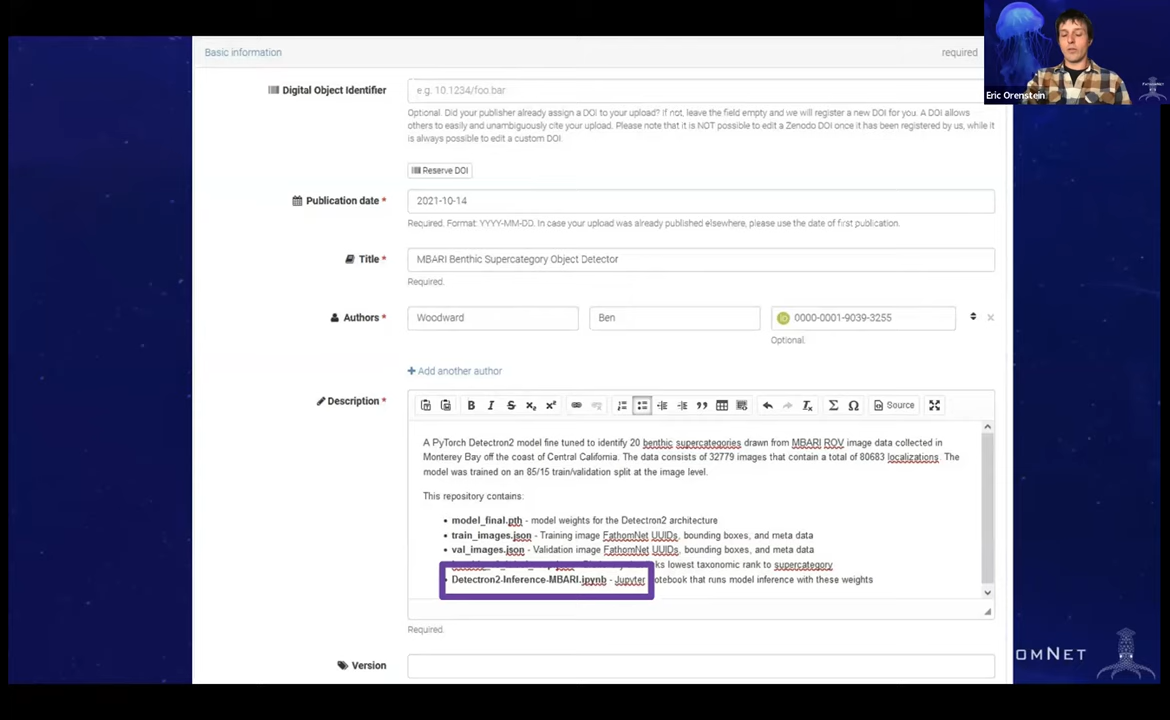 Basic information
required
Eric Orenstein
Digital Object Identifier
e.g. 10.1234/foo.bar
Optional. Did your publisher already assign a DOI to your upload? If not, leave the field empty and we will register a new DOI for you. A DOI allows
others to easily and unambiguously cite your upload. Please note that it is NOT possible to edit a Zenodo DOI once it has been registered by us, while it
is always possible to edit a custom DOI.
Reserve DOI
Publication date *
2021-10-14
Required. Format: YYYY-MM-DD. In case your upload was already published elsewhere, please use the date of first publication.
Title *
MBARI Benthic Supercategory Object Detector
Required.
Authors *
Woodward
Ben
iD
0000-0001-9039-3255
×
Optional.
+ Add another author
Description *
B I S x₂ x² Tx Σ Ω Source
A PyTorch Detectron2 model fine tuned to identify 20 benthic supercategories drawn from MBARI ROV image data collected in
Monterey Bay off the coast of Central California. The data consists of 32779 images that contain a total of 80683 localizations. The
model was trained on an 85/15 train/validation split at the image level.
This repository contains:
• model_final.pth - model weights for the Detectron2 architecture
• train_images.json - Training image FathomNet UUIDs, bounding boxes, and meta data
• val_images.json - Validation image FathomNet UUIDs, bounding boxes, and meta data
lowest taxonomic rank to supercategory
Detectron2-Inference-MBARI.ipynb - Jupyter otebook that runs model inference with these weights
Required.
Version
OMNET